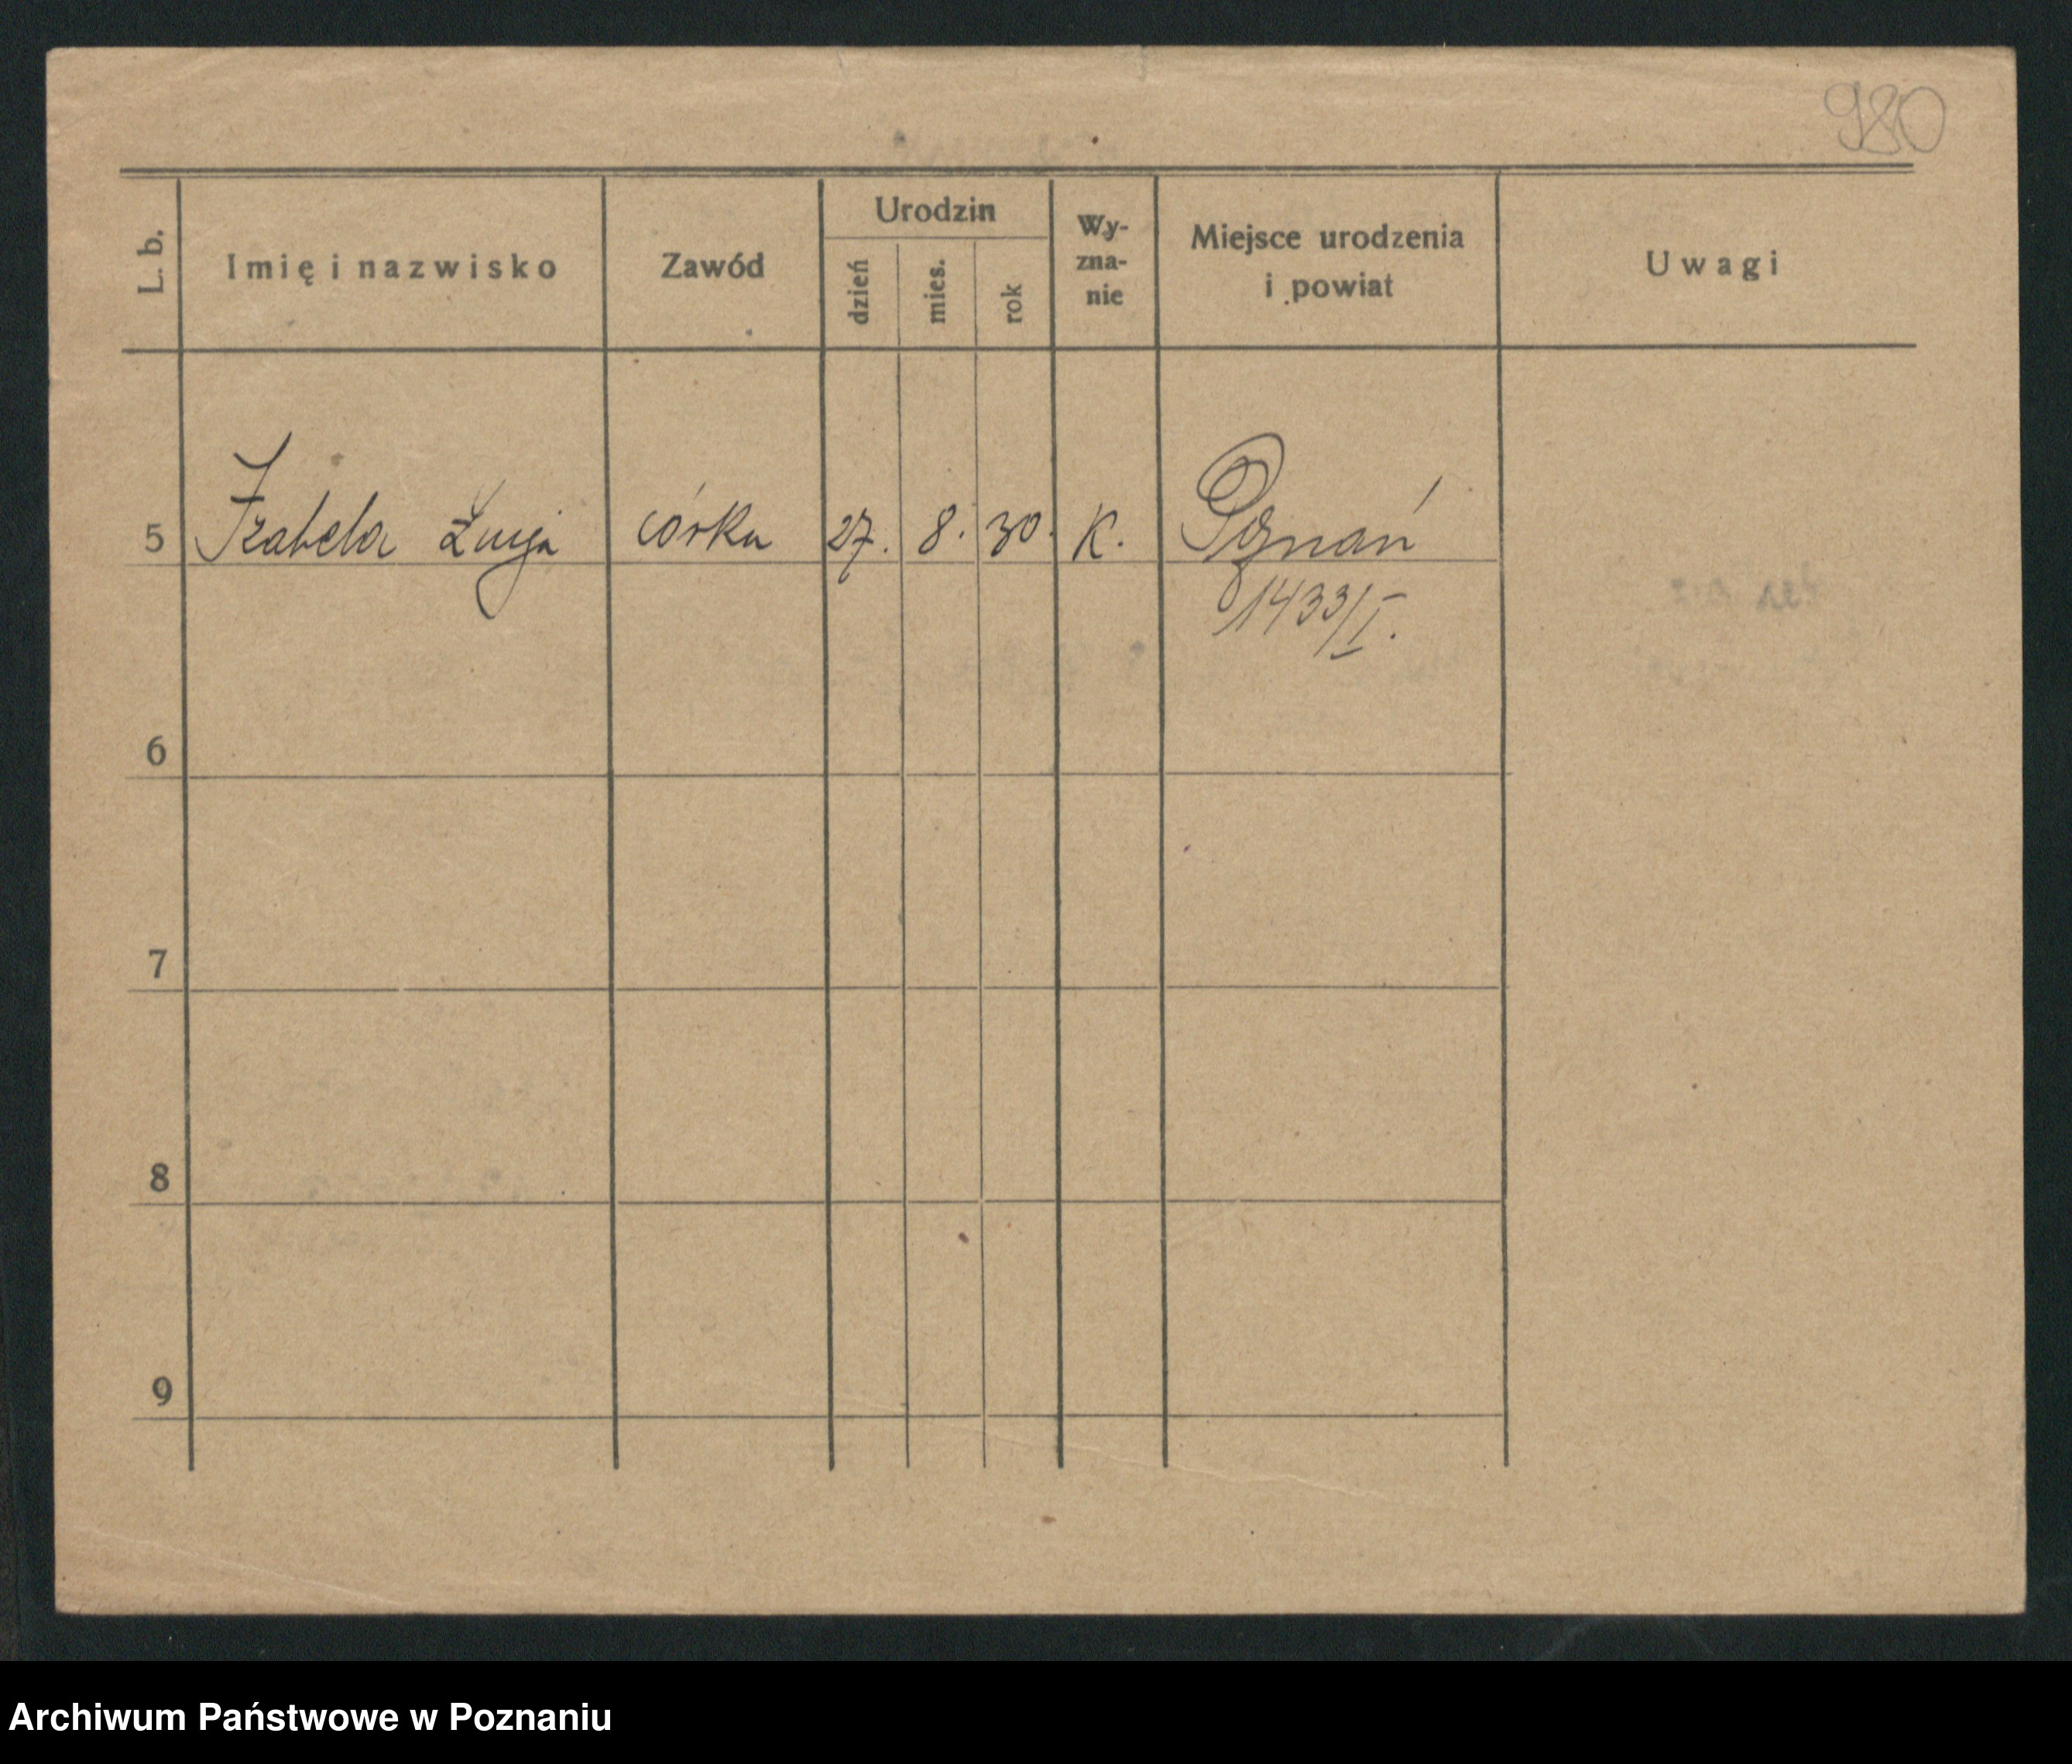 980
L. b.
Imię i nazwisko
Zawód
Urodzin
dzień
mies.
rok
Wy-
zna-
nie
Miejsce urodzenia
i powiat
Uwagi
5 Izabela córka 27. 8. 30. K. Poznań
1433/I.
6
7
8
9
Archiwum Państwowe w Poznaniu